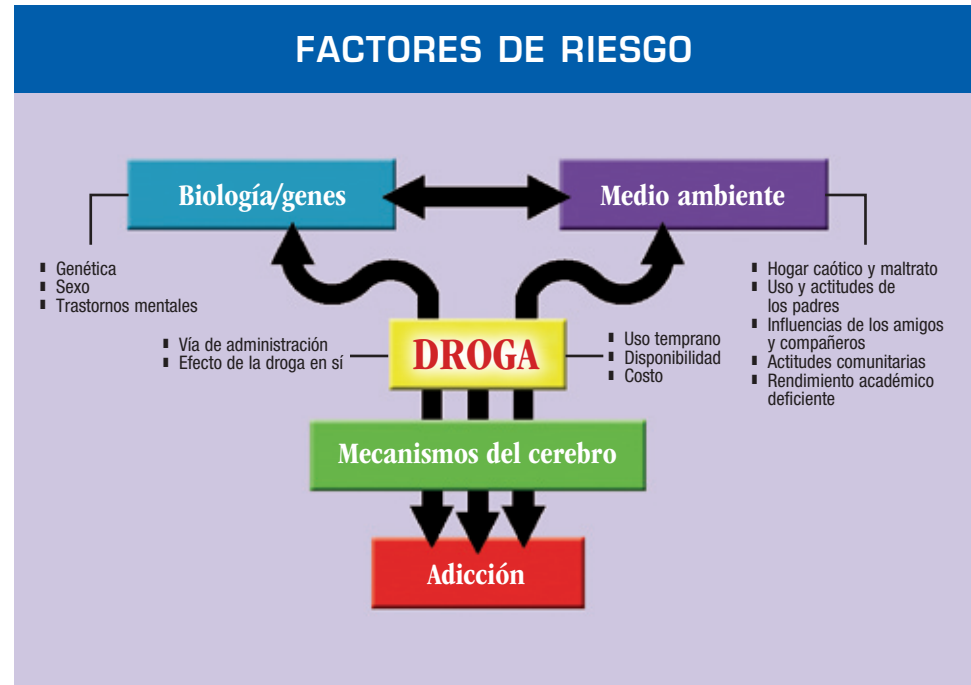 FACTORES DE RIESGO
Biología/genes
Medio ambiente
▪ Genética
▪ Sexo
▪ Trastornos mentales
▪ Hogar caótico y maltrato
▪ Uso y actitudes de
los padres
▪ Influencias de los amigos
y compañeros
▪ Actitudes comunitarias
▪ Rendimiento académico
deficiente
▪ Vía de administración
▪ Efecto de la droga en sí
DROGA
▪ Uso temprano
▪ Disponibilidad
▪ Costo
Mecanismos del cerebro
Adicción